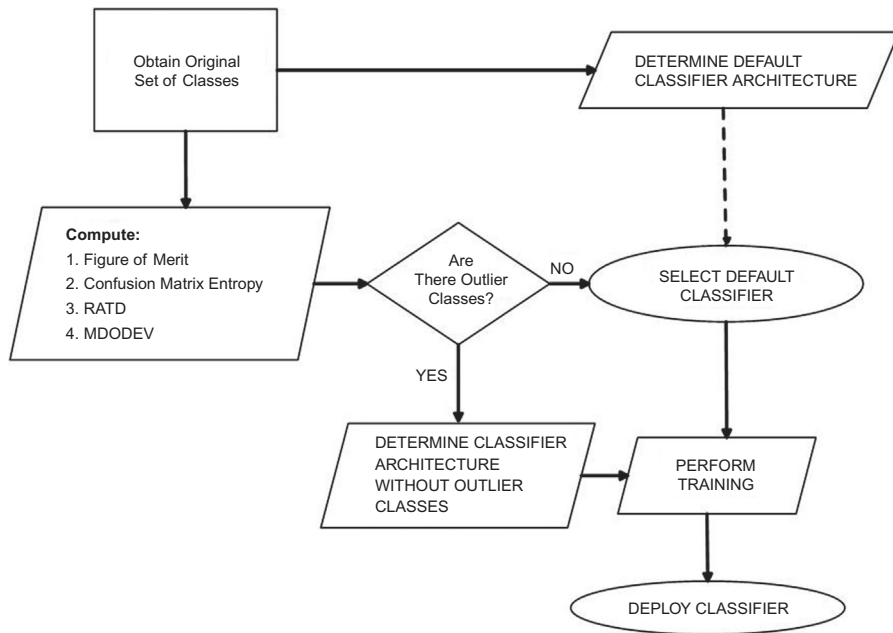 Obtain Original
Set of Classes
DETERMINE DEFAULT
CLASSIFIER ARCHITECTURE
Compute:
1. Figure of Merit
2. Confusion Matrix Entropy
3. RATD
4. MDODEV
Are
There Outlier
Classes?
NO
SELECT DEFAULT
CLASSIFIER
YES
DETERMINE CLASSIFIER
ARCHITECTURE
WITHOUT OUTLIER
CLASSES
PERFORM
TRAINING
DEPLOY CLASSIFIER